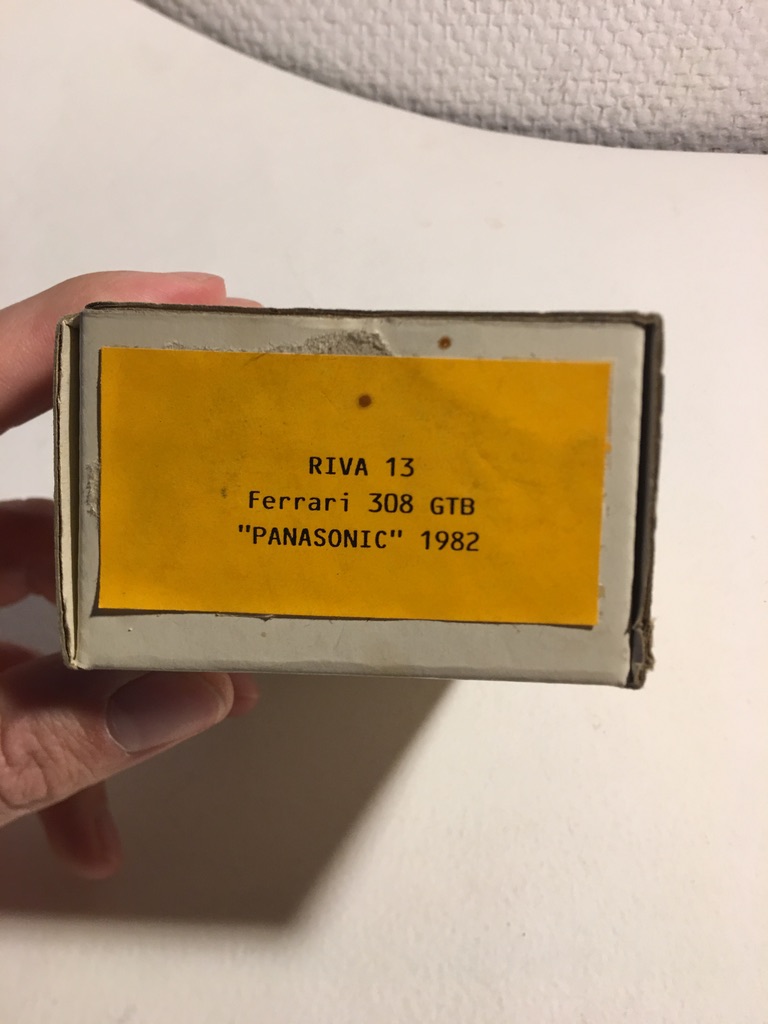 RIVA 13
Ferrari 308 GTB
"PANASONIC" 1982